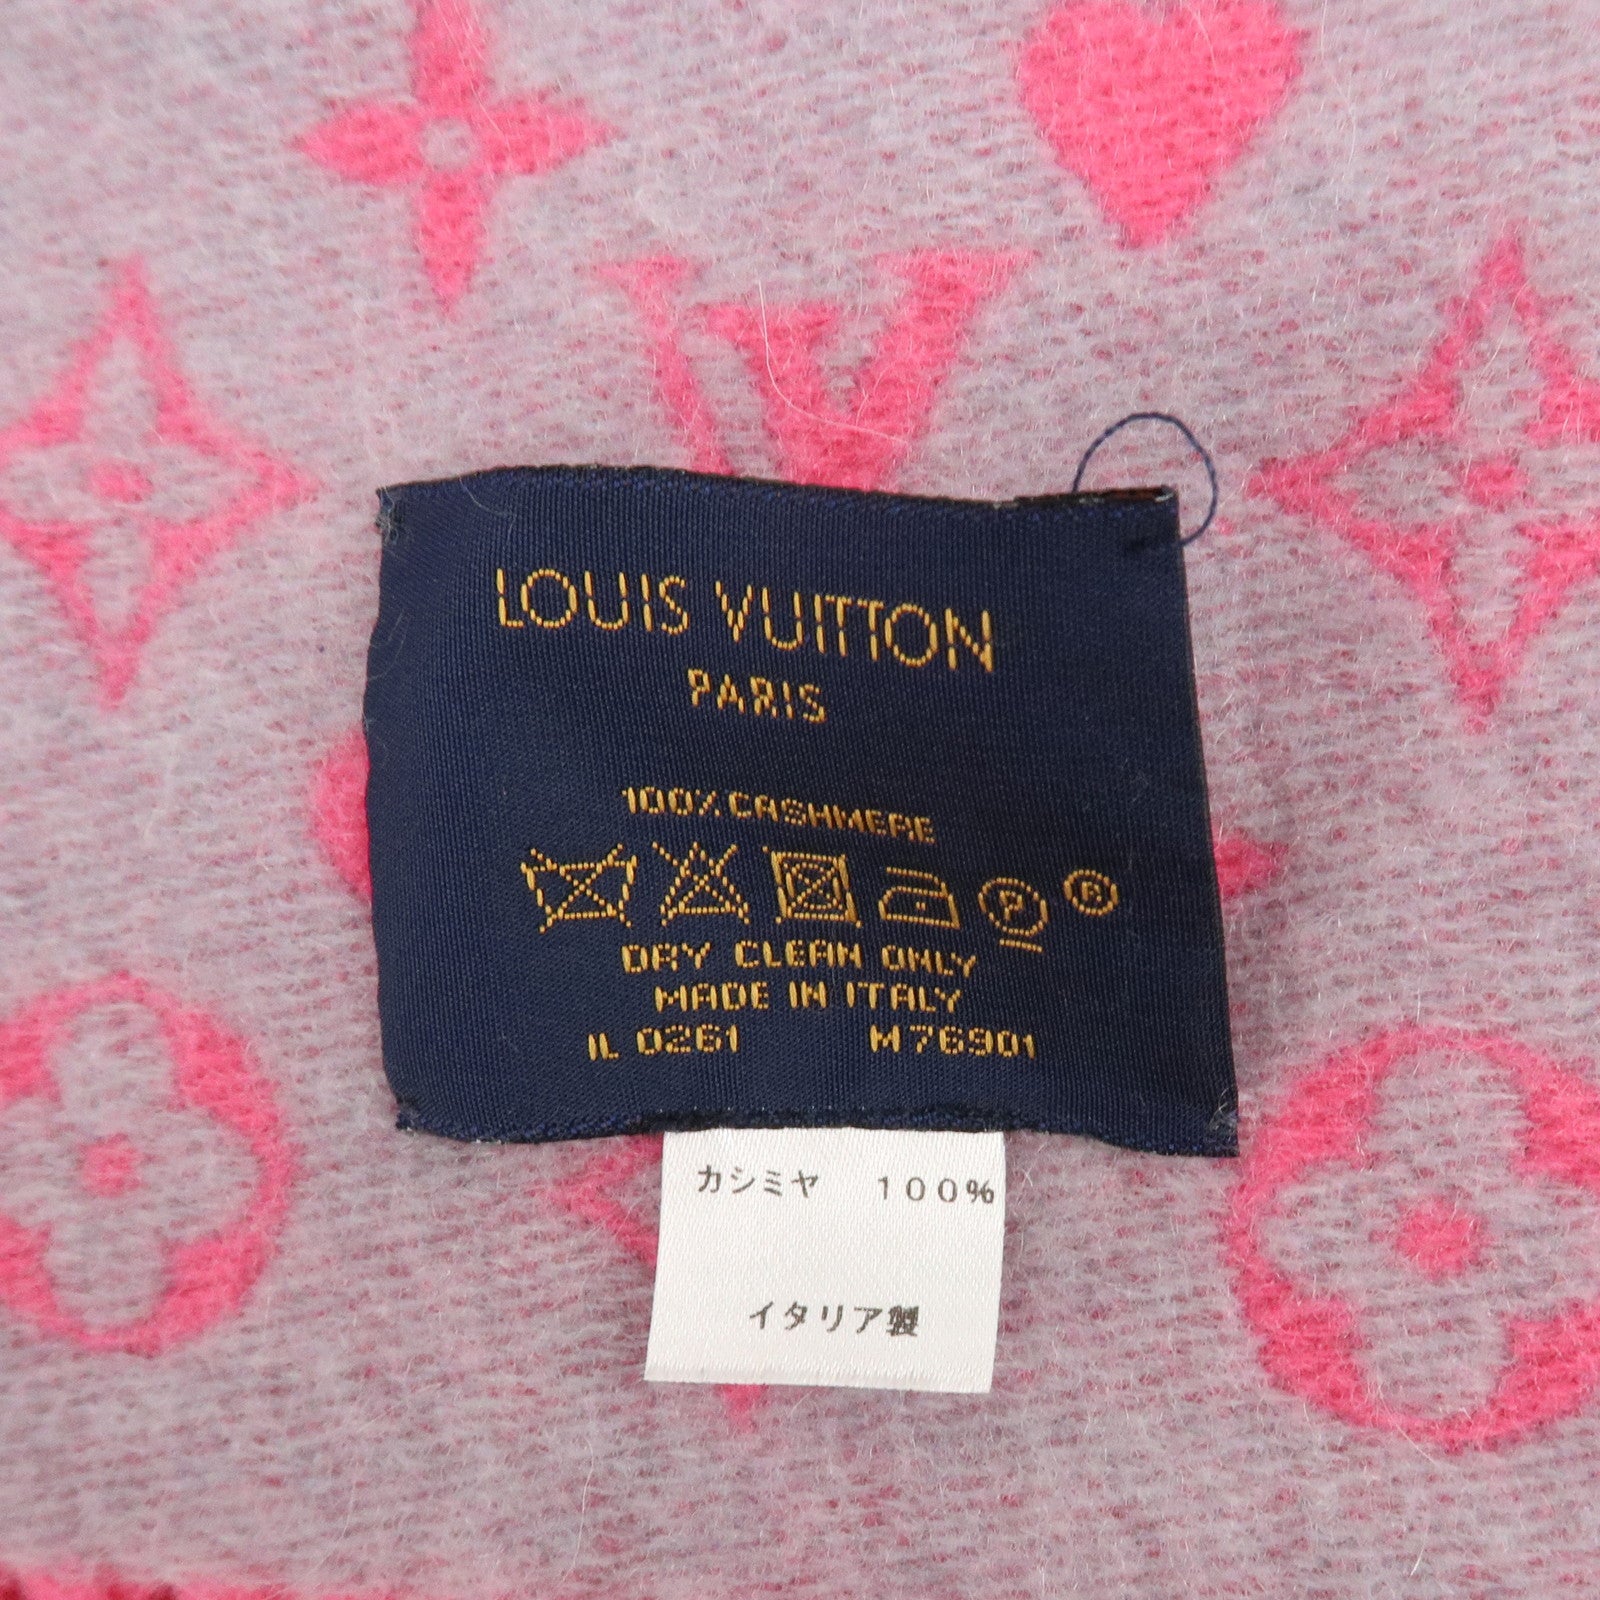 LV
LOUIS VUITTON
PARIS
100% CASHMERE
P ®
DRY CLEAN ONLY
MADE IN ITALY
IL 0261 M76901
カシミヤ 100%
イタリア製